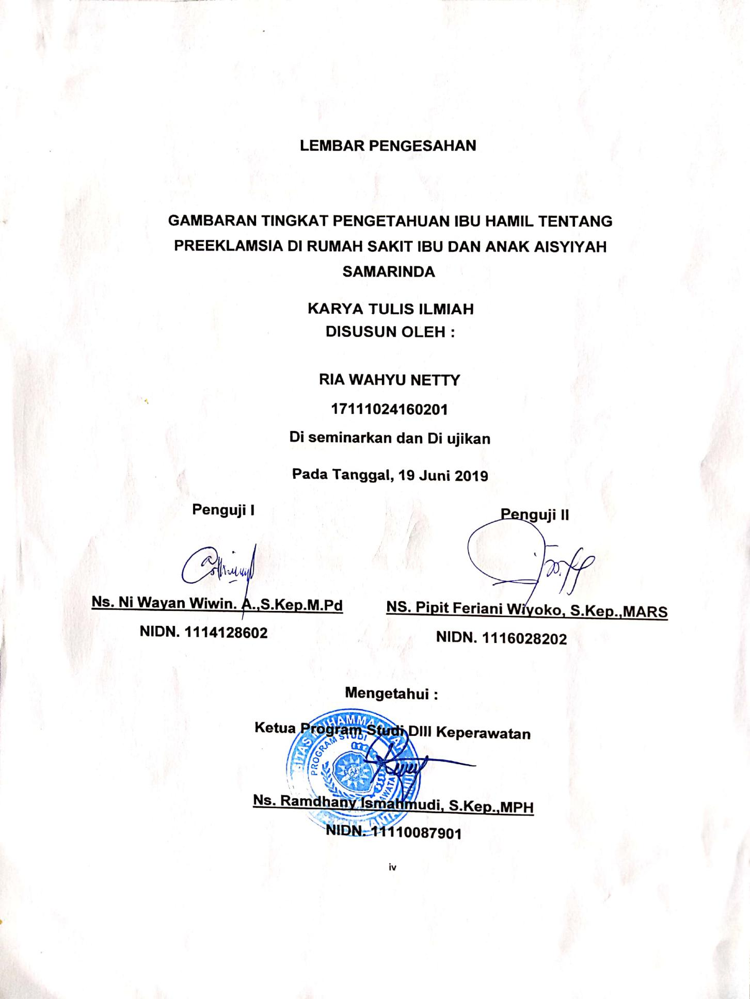 LEMBAR PENGESAHAN
GAMBARAN TINGKAT PENGETAHUAN IBU HAMIL TENTANG
PREEKLAMSIA DI RUMAH SAKIT IBU DAN ANAK AISYIYAH
SAMARINDA
KARYA TULIS ILMIAH
DISUSUN OLEH :
RIA WAHYU NETTY
17111024160201
Di seminarkan dan Di ujikan
Pada Tanggal, 19 Juni 2019
Penguji I
Penguji II
Ns. Ni Wayan Wiwin. A.,S.Kep.M.Pd
NS. Pipit Feriani Wiyoko, S.Kep.,MARS
NIDN. 1114128602
NIDN. 1116028202
Mengetahui :
Ketua Program Studi DIII Keperawatan
PROGRAM STUDI
Ns. Ramdhany Ismahmudi, S.Kep.,MPH
NIDN. 11110087901
iv